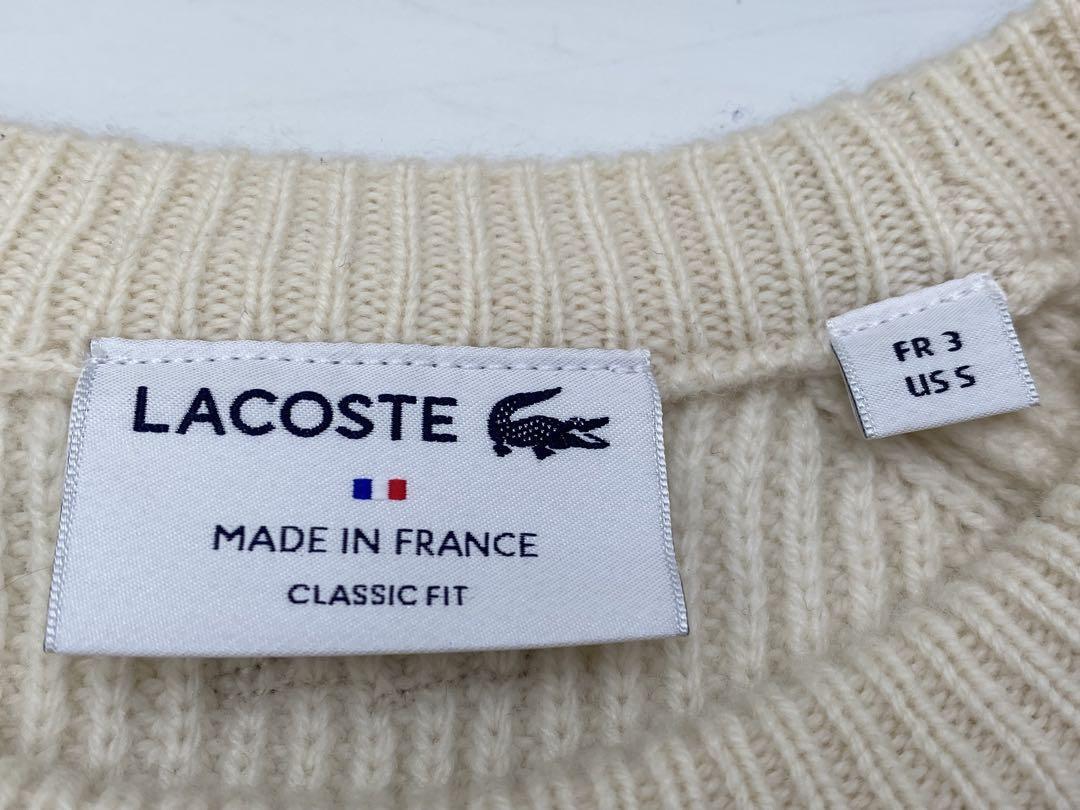 LACOSTE
MADE IN FRANCE
CLASSIC FIT
FR 3
US S